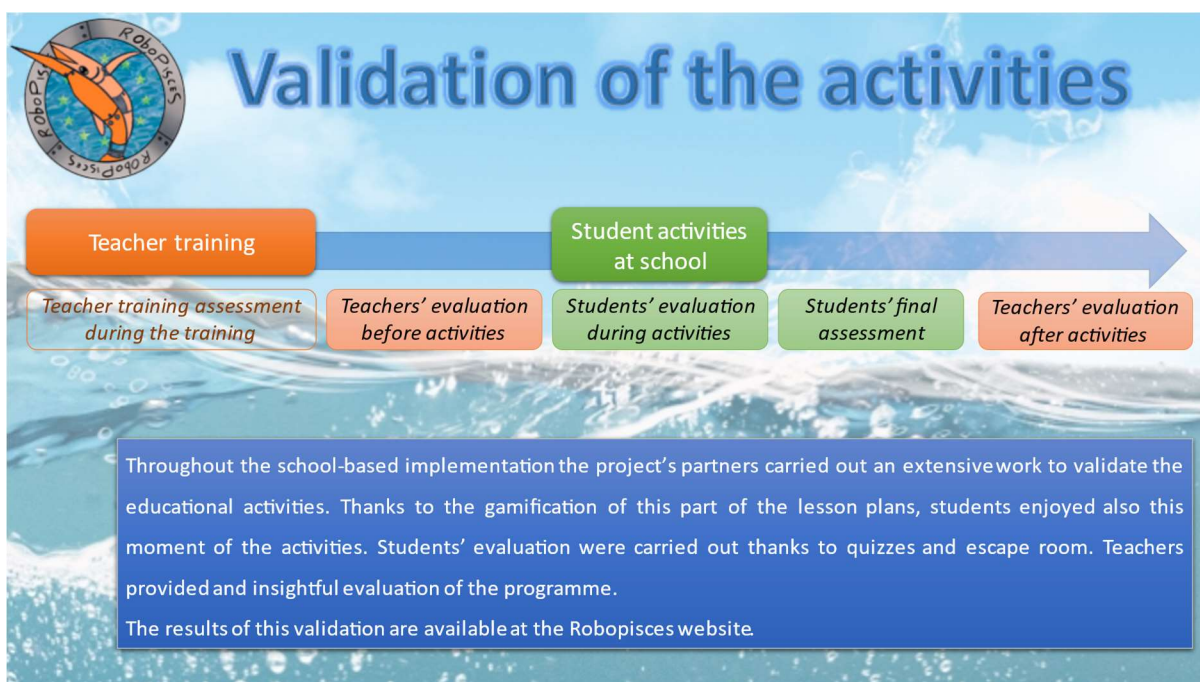 RoboPisces
RoboPisces
RoboPisces
Validation of the activities
Teacher training
Student activities
at school
Teacher training assessment
during the training
Teachers' evaluation
before activities
Students' evaluation
during activities
Students' final
assessment
Teachers' evaluation
after activities
Throughout the school-based implementation the project's partners carried out an extensive work to validate the
educational activities. Thanks to the gamification of this part of the lesson plans, students enjoyed also this
moment of the activities. Students' evaluation were carried out thanks to quizzes and escape room. Teachers
provided and insightful evaluation of the programme.
The results of this validation are available at the Robopisces website.